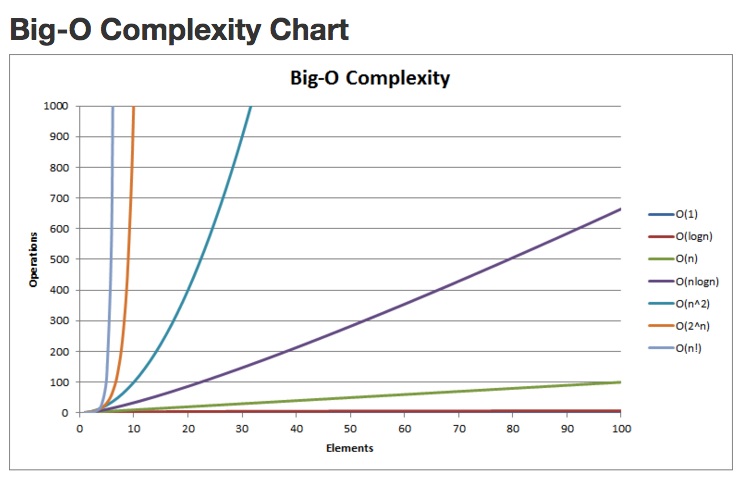 Big-O Complexity Chart
Big-O Complexity
1000
900
800
700
600
500
400
300
200
100
0
Operations
0 10 20 30 40 50 60 70 80 90 100
Elements
O(1)
O(logn)
O(n)
O(nlogn)
O(n^2)
O(2^n)
O(n!)